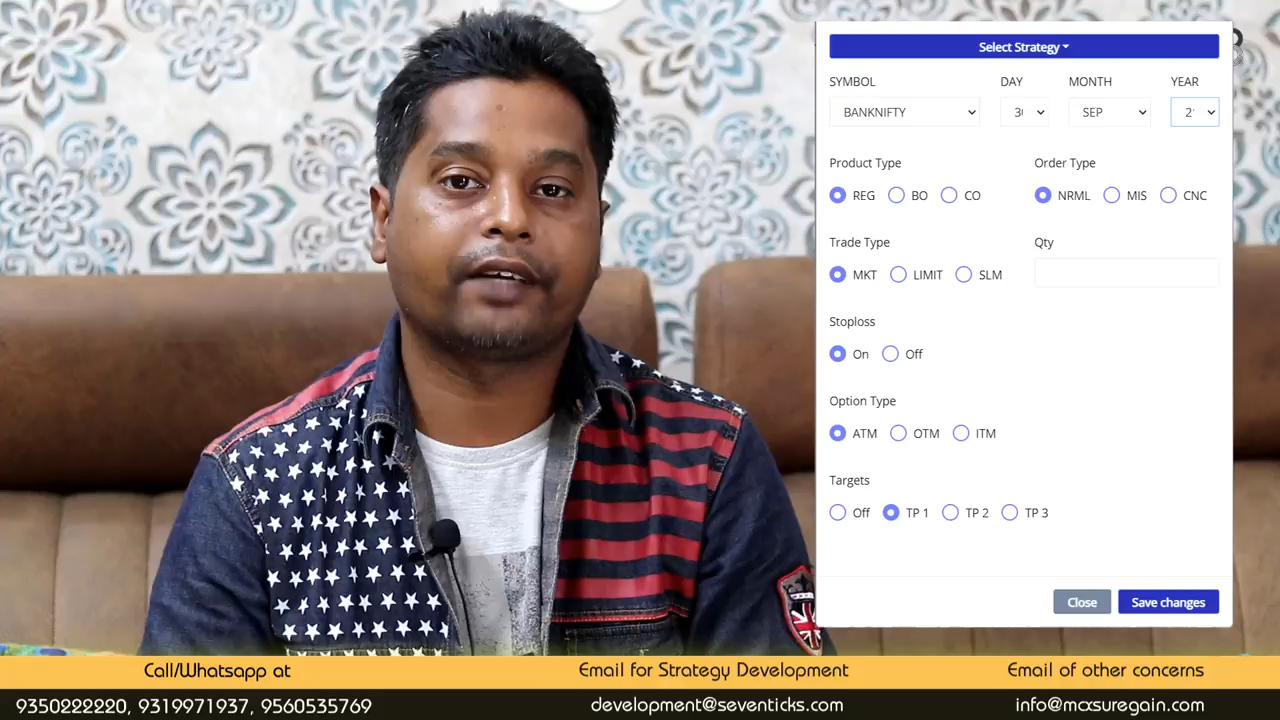 Select Strategy
SYMBOL DAY MONTH YEAR
BANKNIFTY SEP
Product Type Order Type
REG BO CO NRML MIS CNC
Trade Type Qty
MKT LIMIT SLM
Stoploss
On Off
Option Type
ATM OTM ITM
Targets
Off TP 1 TP 2 TP 3
Close Save changes
Call/Whatsapp at Email for Strategy Development Email of other concerns
9350222220, 9319971937, 9560535769 development@seventicks.com info@maxsuregain.com